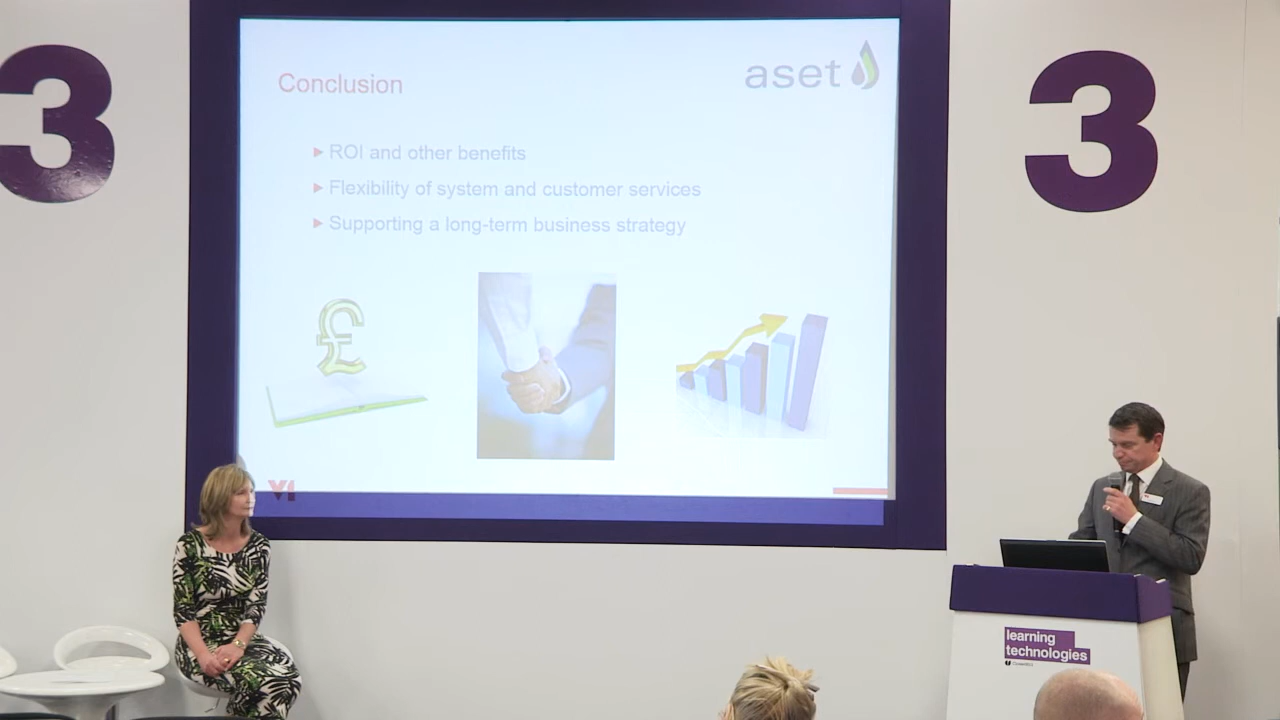 3
aset
3
Conclusion
ROI and other benefits
Flexibility of system and customer services
Supporting a long-term business strategy
£
learning
technologies